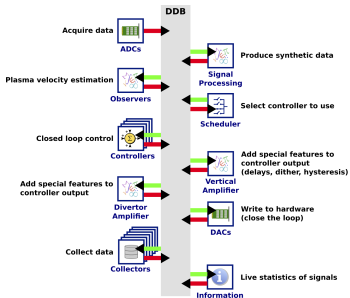 DDB
Acquire data
ADCs
Produce synthetic data
Signal
Processing
Plasma velocity estimation
Observers
Select controller to use
Scheduler
Closed loop control
Controllers
Add special features to
controller output
(delays, dither, hysteresis)
Vertical
Amplifier
Add special features to
controller output
Divertor
Amplifier
Write to hardware
(close the loop)
DACs
Collect data
Collectors
Live statistics of signals
Information